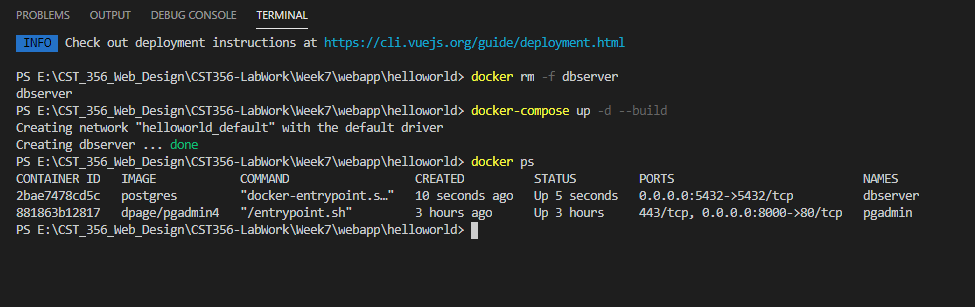 PROBLEMS OUTPUT DEBUG CONSOLE TERMINAL
INFO Check out deployment instructions at https://cli.vuejs.org/guide/deployment.html
PS E:\CST_356_Web_Design\CST356-LabWork\Week7\webapp\helloworld> docker rm -f dbserver
dbserver
PS E:\CST_356_Web_Design\CST356-LabWork\Week7\webapp\helloworld> docker-compose up -d --build
Creating network "helloworld_default" with the default driver
Creating dbserver ... done
PS E:\CST_356_Web_Design\CST356-LabWork\Week7\webapp\helloworld> docker ps
CONTAINER ID IMAGE COMMAND CREATED STATUS PORTS NAMES
2bae7478cd5c postgres "docker-entrypoint.s…" 10 seconds ago Up 5 seconds 0.0.0.0:5432->5432/tcp dbserver
881863b12817 dpage/pgadmin4 "/entrypoint.sh" 3 hours ago Up 3 hours 443/tcp, 0.0.0.0:8000->80/tcp pgadmin
PS E:\CST_356_Web_Design\CST356-LabWork\Week7\webapp\helloworld>